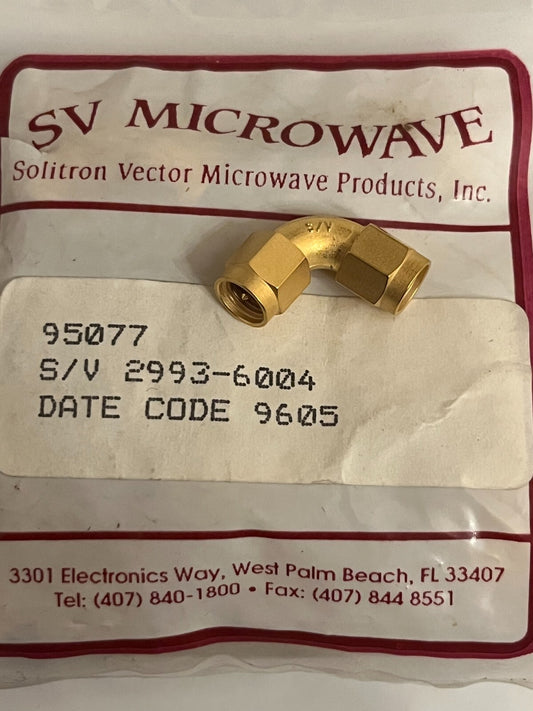 SV MICROWAVE
Solitron Vector Microwave Products, Inc.
S/V
95077
S/V 2993-6004
DATE CODE 9605
3301 Electronics Way, West Palm Beach, FL 33407
Tel: (407) 840-1800 • Fax: (407) 844 8551